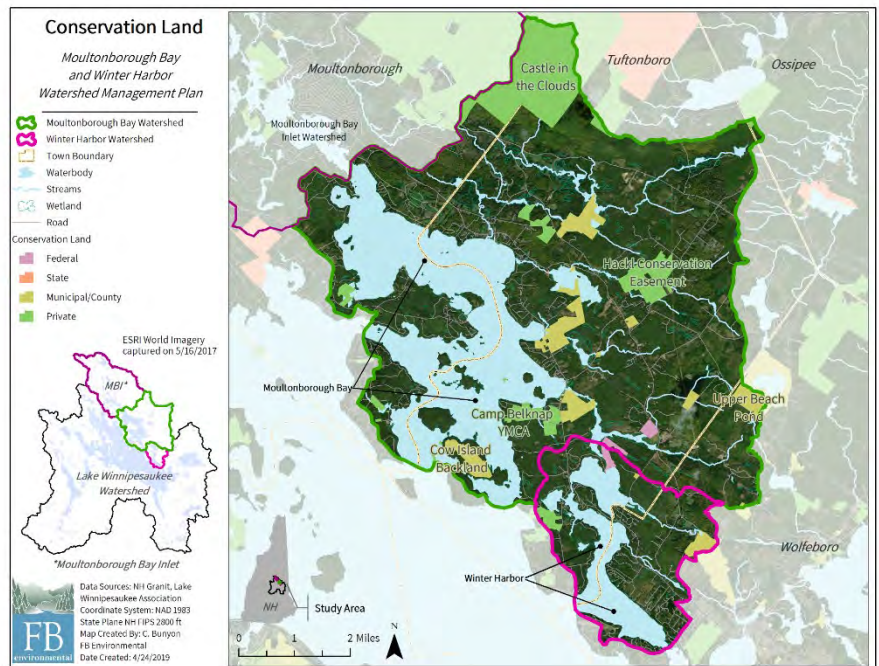 Conservation Land
Moultonborough Bay
and Winter Harbor
Watershed Management Plan
Moultonborough Bay Watershed
Winter Harbor Watershed
Town Boundary
Waterbody
Streams
Wetland
Road
Conservation Land
Federal
State
Municipal/County
Private
ESRI World Imagery
captured on 5/16/2017
MBI*
Lake Winnipesaukee
Watershed
*Moultonborough Bay Inlet
FB
environmental
Data Sources: NH Granit, Lake
Winnipesaukee Association
Coordinate System: NAD 1983
State Plane NH FIPS 2800 ft
Map Created By: C. Bunyon
FB Environmental
Date Created: 4/24/2019
Moultonborough
Castle in
the Clouds
Tuftonboro
Ossipee
Moultonborough Bay
Inlet Watershed
Hackl Conservation
Easement
Moultonborough Bay
Camp Belknap
YMCA
Upper Beach
Pond
Cow Island
Backland
Wolfeboro
Winter Harbor
NH
Study Area
0 1 2 Miles
N